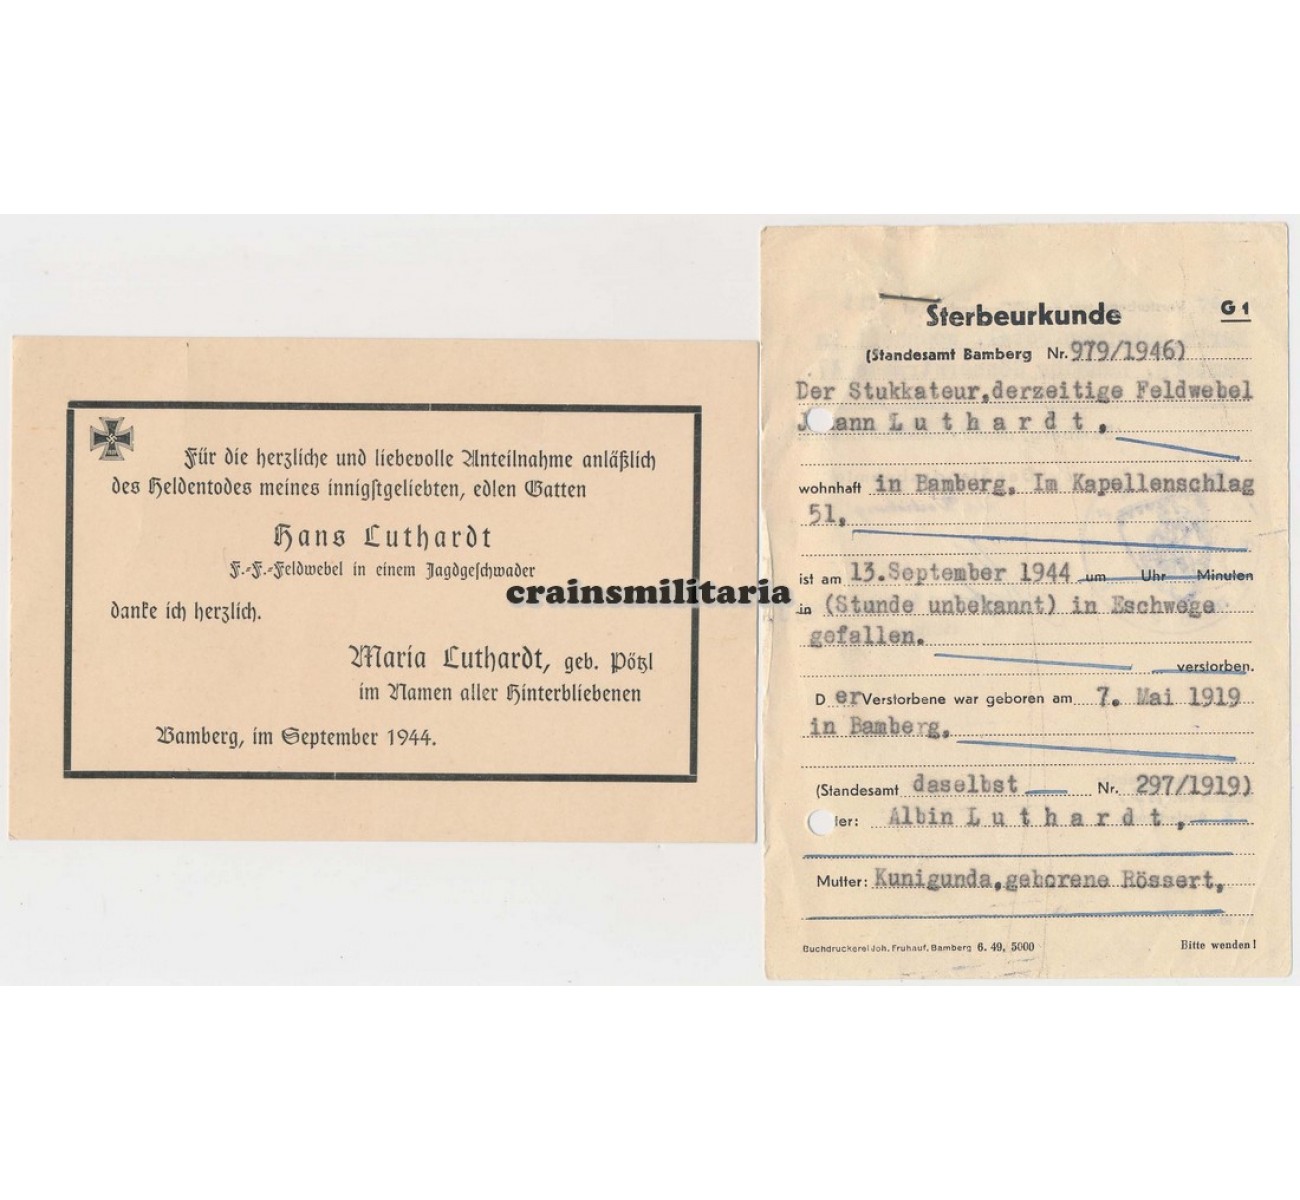 Für die herzliche und liebevolle Anteilnahme anläßlich
des Heldentodes meines innigstgeliebten, edlen Gatten
Hans Luthardt
F.-F.-Feldwebel in einem Jagdgeschwader
danke ich herzlich.
Maria Luthardt, geb. Pötzl
im Namen aller Hinterbliebenen
Bamberg, im September 1944.
crainsmilitaria
Sterbeurkunde
G 1
(Standesamt Bamberg Nr. 979/1946)
Der Stukkateur, derzeitige Feldwebel
J ann Luthardt,
wohnhaft in Bamberg, Im Kapellenschlag
51,
ist am 13. September 1944 um Uhr Minuten
in (Stunde unbekannt) in Eschwege
gefallen.
verstorben.
Der Verstorbene war geboren am 7. Mai 1919
in Bamberg,
(Standesamt daselbst Nr. 297/1919)
ter: Albin Luthardt,
Mutter: Kunigunda, geborene Rössert,
Buchdruckerei Joh. Fruhauf, Bamberg 6. 49, 5000
Bitte wenden!